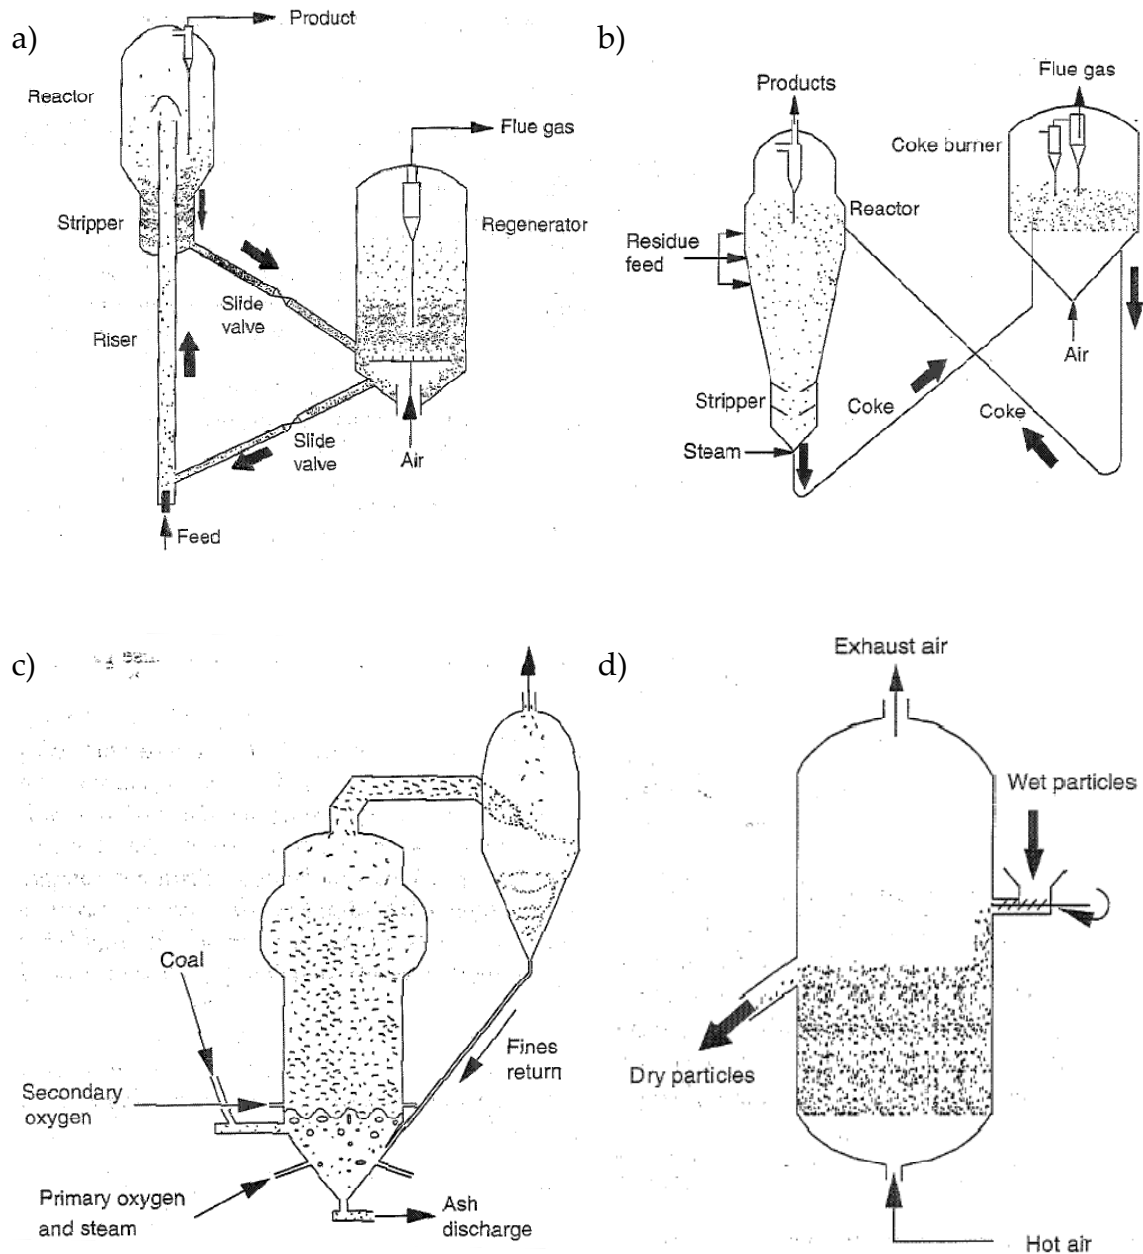 a)
Product
Reactor
Flue gas
Stripper
Regenerator
Slide
valve
Riser
Slide
valve
Air
Feed
b)
Products
Flue gas
Coke burner
Reactor
Residue
feed
Air
Stripper
Coke
Coke
Steam
c)
Coal
Fines
return
Secondary
oxygen
Primary oxygen
and steam
Ash
discharge
d)
Exhaust air
Wet particles
Dry particles
Hot air